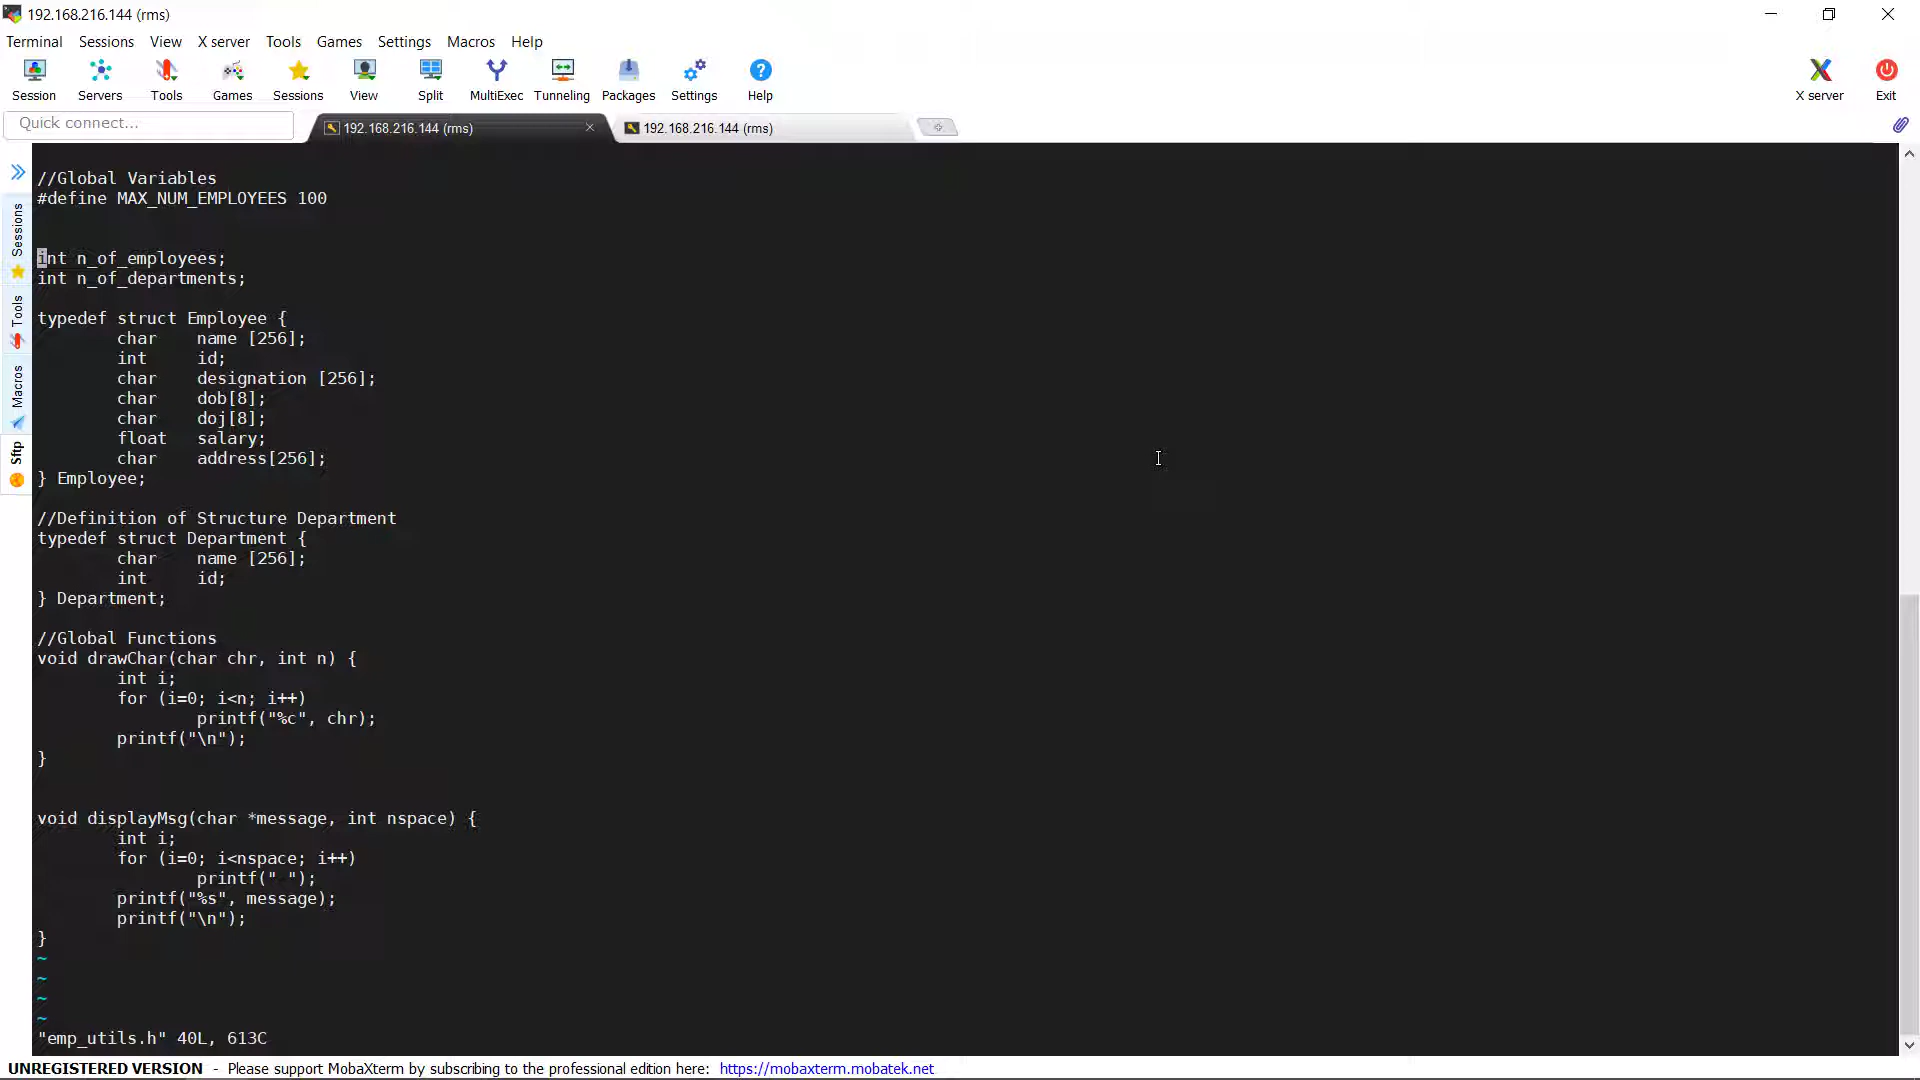 192.168.216.144 (rms)
Terminal Sessions View X server Tools Games Settings Macros Help
Session Servers Tools Games Sessions View Split MultiExec Tunneling Packages Settings Help X server Exit
Quick connect...
192.168.216.144 (rms)
192.168.216.144 (rms)
Sessions
Tools
Macros
Sftp
//Global Variables
#define MAX_NUM_EMPLOYEES 100
int n_of_employees;
int n_of_departments;
typedef struct Employee {
char name [256];
int id;
char designation [256];
char dob[8];
char doj[8];
float salary;
char address[256];
} Employee;
//Definition of Structure Department
typedef struct Department {
char name [256];
int id;
} Department;
//Global Functions
void drawChar(char chr, int n) {
int i;
for (i=0; i<n; i++)
printf("%c", chr);
printf("\n");
}
void displayMsg(char *message, int nspace) {
int i;
for (i=0; i<nspace; i++)
printf(" ");
printf("%s", message);
printf("\n");
}
~
~
~
~
"emp_utils.h" 40L, 613C
UNREGISTERED VERSION - Please support MobaXterm by subscribing to the professional edition here: https://mobaxterm.mobatek.net